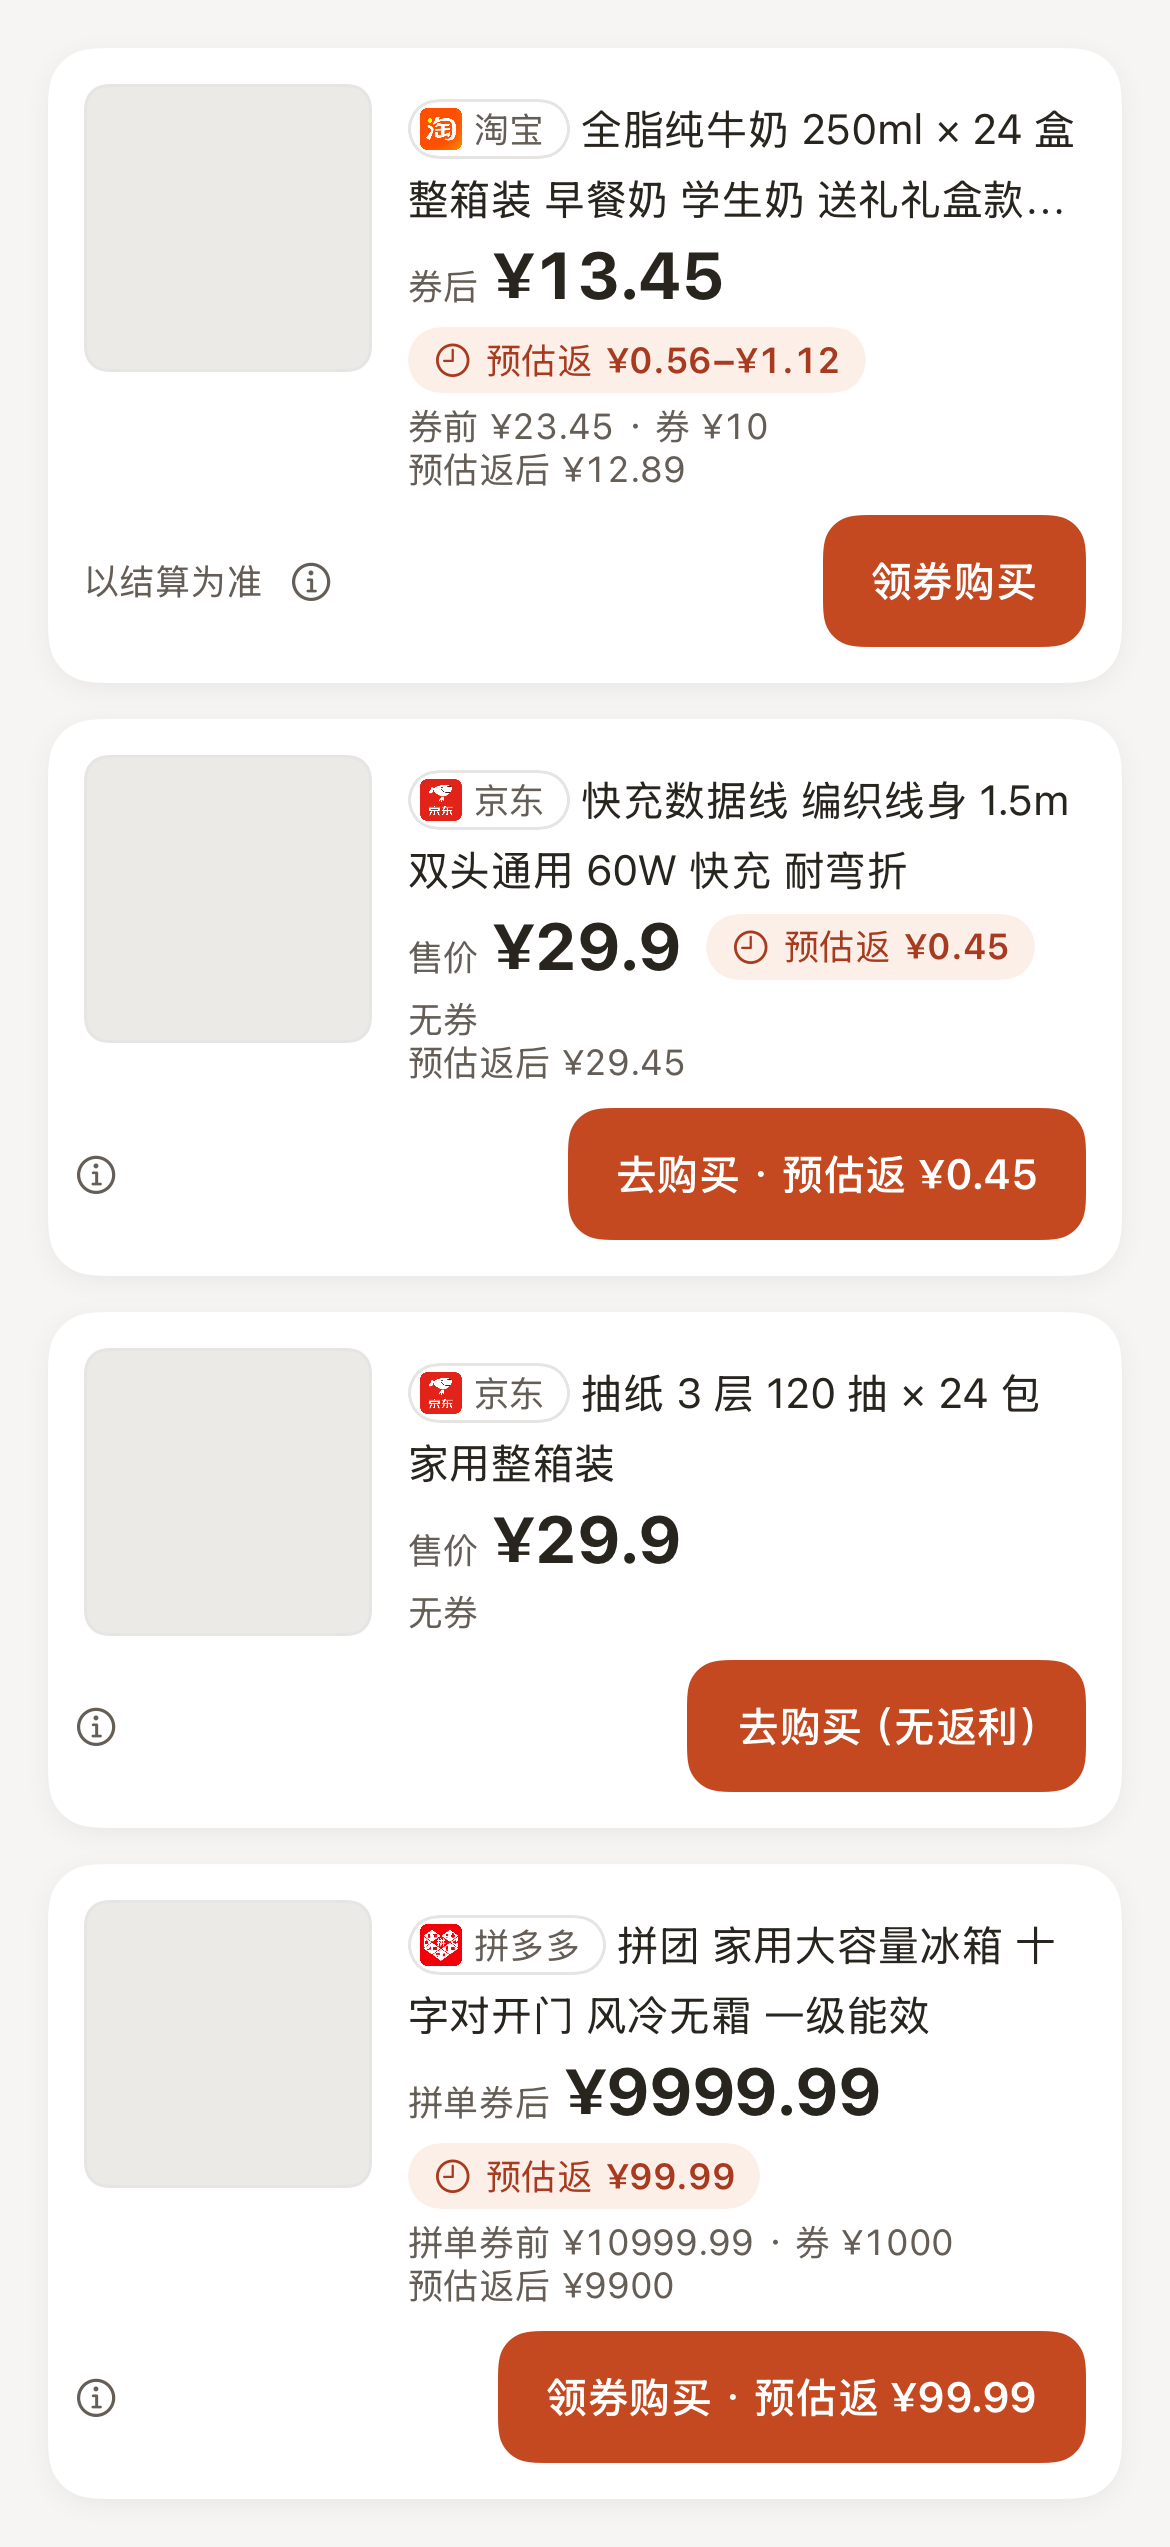 淘 淘宝 全脂纯牛奶 250ml × 24 盒
整箱装 早餐奶 学生奶 送礼礼盒款…
券后 ¥13.45
预估返 ¥0.56–¥1.12
券前 ¥23.45 · 券 ¥10
预估返后 ¥12.89
以结算为准 领券购买
京东 京东 快充数据线 编织线身 1.5m
双头通用 60W 快充 耐弯折
售价 ¥29.9 预估返 ¥0.45
无券
预估返后 ¥29.45
去购买 · 预估返 ¥0.45
京东 京东 抽纸 3 层 120 抽 × 24 包
家用整箱装
售价 ¥29.9
无券
去购买（无返利）
拼 拼多多 拼团 家用大容量冰箱 十
字对开门 风冷无霜 一级能效
拼单券后 ¥9999.99
预估返 ¥99.99
拼单券前 ¥10999.99 · 券 ¥1000
预估返后 ¥9900
领券购买 · 预估返 ¥99.99